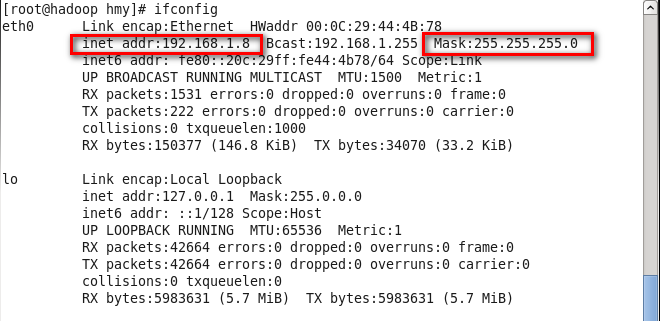 [root@hadoop hmy]# ifconfig
eth0 Link encap:Ethernet HWaddr 00:0C:29:44:4B:78
inet addr:192.168.1.8 Bcast:192.168.1.255 Mask:255.255.255.0
inet6 addr: fe80::20c:29ff:fe44:4b78/64 Scope:Link
UP BROADCAST RUNNING MULTICAST MTU:1500 Metric:1
RX packets:1531 errors:0 dropped:0 overruns:0 frame:0
TX packets:222 errors:0 dropped:0 overruns:0 carrier:0
collisions:0 txqueuelen:1000
RX bytes:150377 (146.8 KiB) TX bytes:34070 (33.2 KiB)
lo Link encap:Local Loopback
inet addr:127.0.0.1 Mask:255.0.0.0
inet6 addr: ::1/128 Scope:Host
UP LOOPBACK RUNNING MTU:65536 Metric:1
RX packets:42664 errors:0 dropped:0 overruns:0 frame:0
TX packets:42664 errors:0 dropped:0 overruns:0 carrier:0
collisions:0 txqueuelen:0
RX bytes:5983631 (5.7 MiB) TX bytes:5983631 (5.7 MiB)